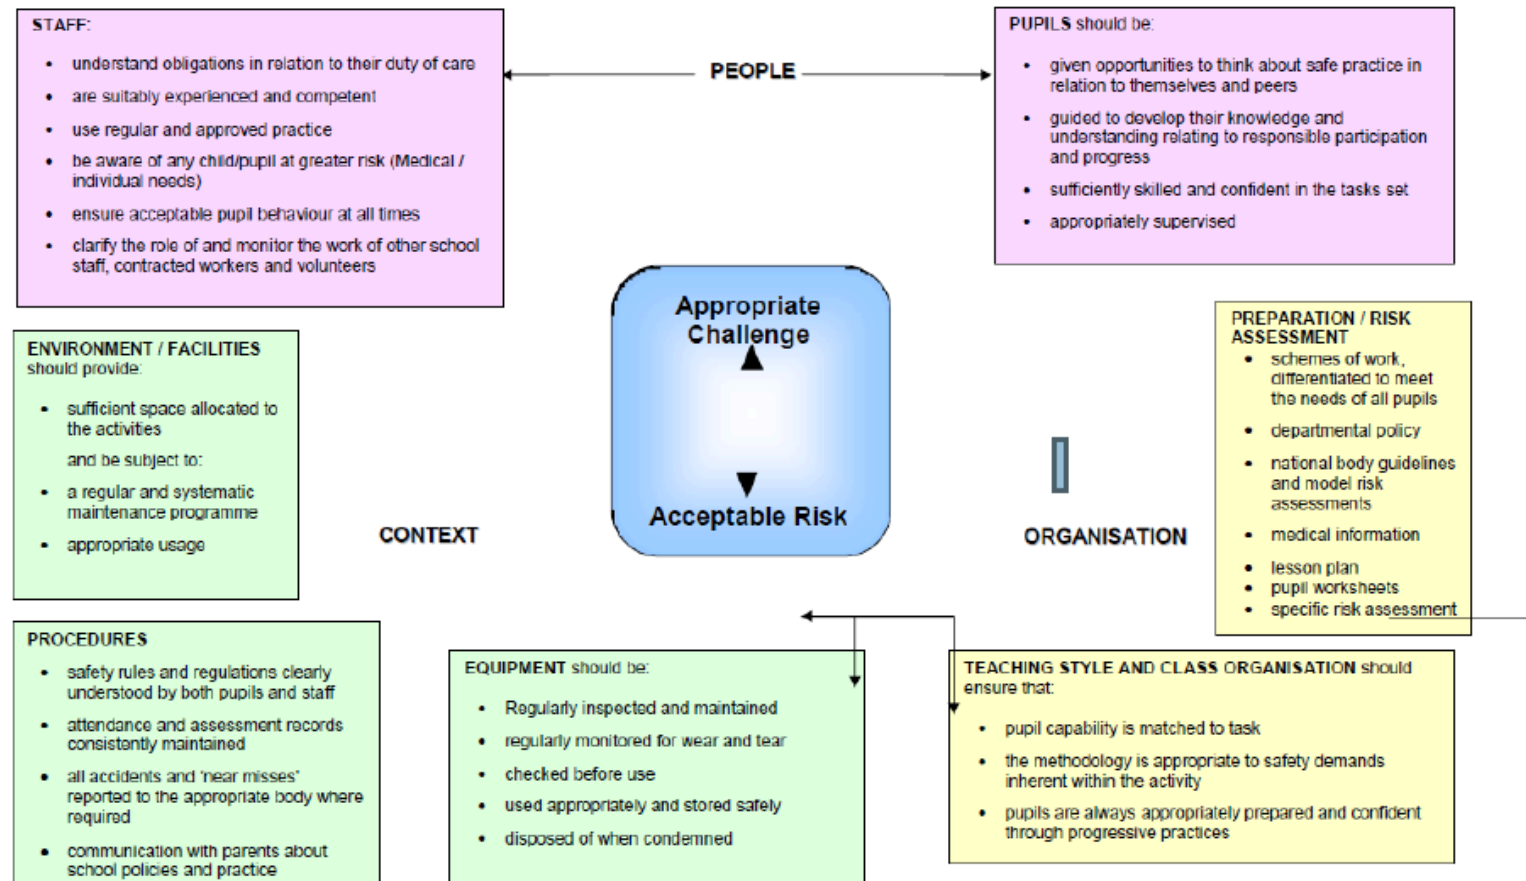 STAFF:
• understand obligations in relation to their duty of care
• are suitably experienced and competent
• use regular and approved practice
• be aware of any child/pupil at greater risk (Medical /
individual needs)
• ensure acceptable pupil behaviour at all times
• clarify the role of and monitor the work of other school
staff, contracted workers and volunteers
PEOPLE
PUPILS should be:
• given opportunities to think about safe practice in
relation to themselves and peers
• guided to develop their knowledge and
understanding relating to responsible participation
and progress
• sufficiently skilled and confident in the tasks set
• appropriately supervised
ENVIRONMENT / FACILITIES
should provide:
• sufficient space allocated to
the activities
and be subject to:
• a regular and systematic
maintenance programme
• appropriate usage
CONTEXT
Appropriate
Challenge
Acceptable Risk
ORGANISATION
PREPARATION / RISK
ASSESSMENT
• schemes of work,
differentiated to meet
the needs of all pupils
• departmental policy
• national body guidelines
and model risk
assessments
• medical information
• lesson plan
• pupil worksheets
• specific risk assessment
PROCEDURES
• safety rules and regulations clearly
understood by both pupils and staff
• attendance and assessment records
consistently maintained
• all accidents and 'near misses'
reported to the appropriate body where
required
• communication with parents about
school policies and practice
EQUIPMENT should be:
• Regularly inspected and maintained
• regularly monitored for wear and tear
• checked before use
• used appropriately and stored safely
• disposed of when condemned
TEACHING STYLE AND CLASS ORGANISATION should
ensure that:
• pupil capability is matched to task
• the methodology is appropriate to safety demands
inherent within the activity
• pupils are always appropriately prepared and confident
through progressive practices